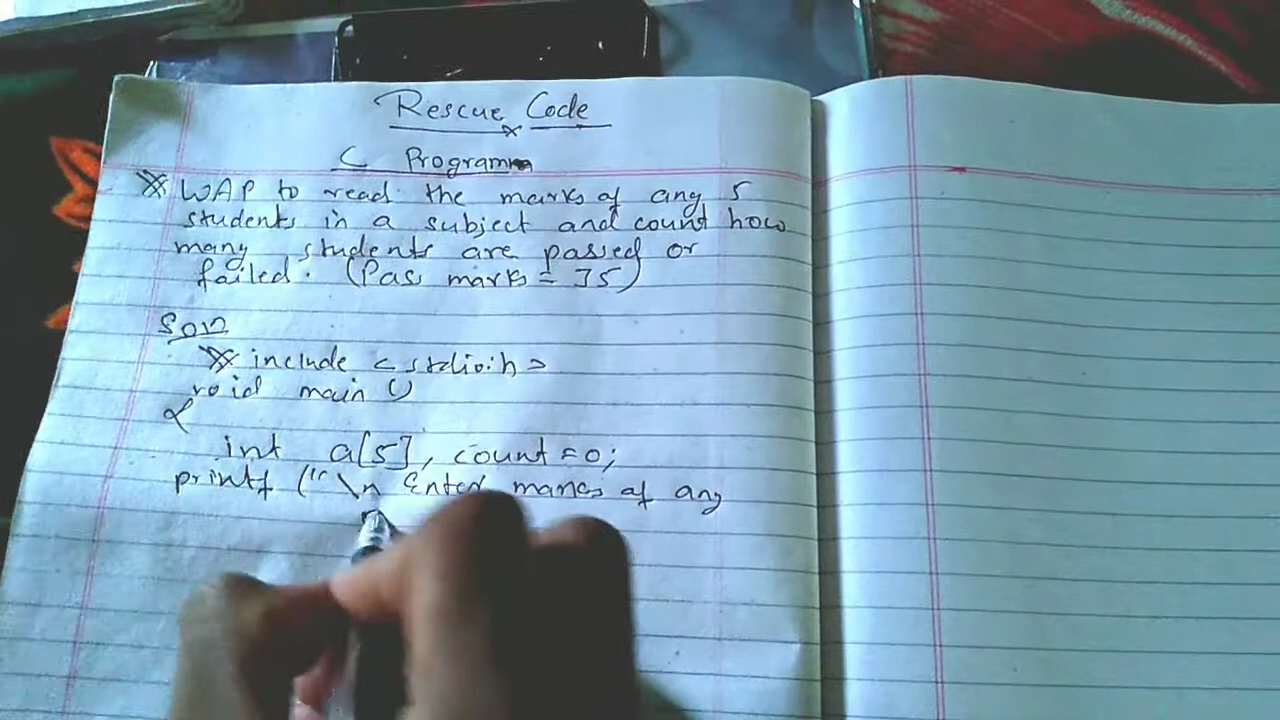 Rescue Code
C Program
* WAP to read the marks of any 5
students in a subject and count how
many students are passed or
failed. (Pass marks = 35)
Soln
# include <stdio.h>
void main ()
{
int a[5], count=0;
printf ("\n Enter marks of any